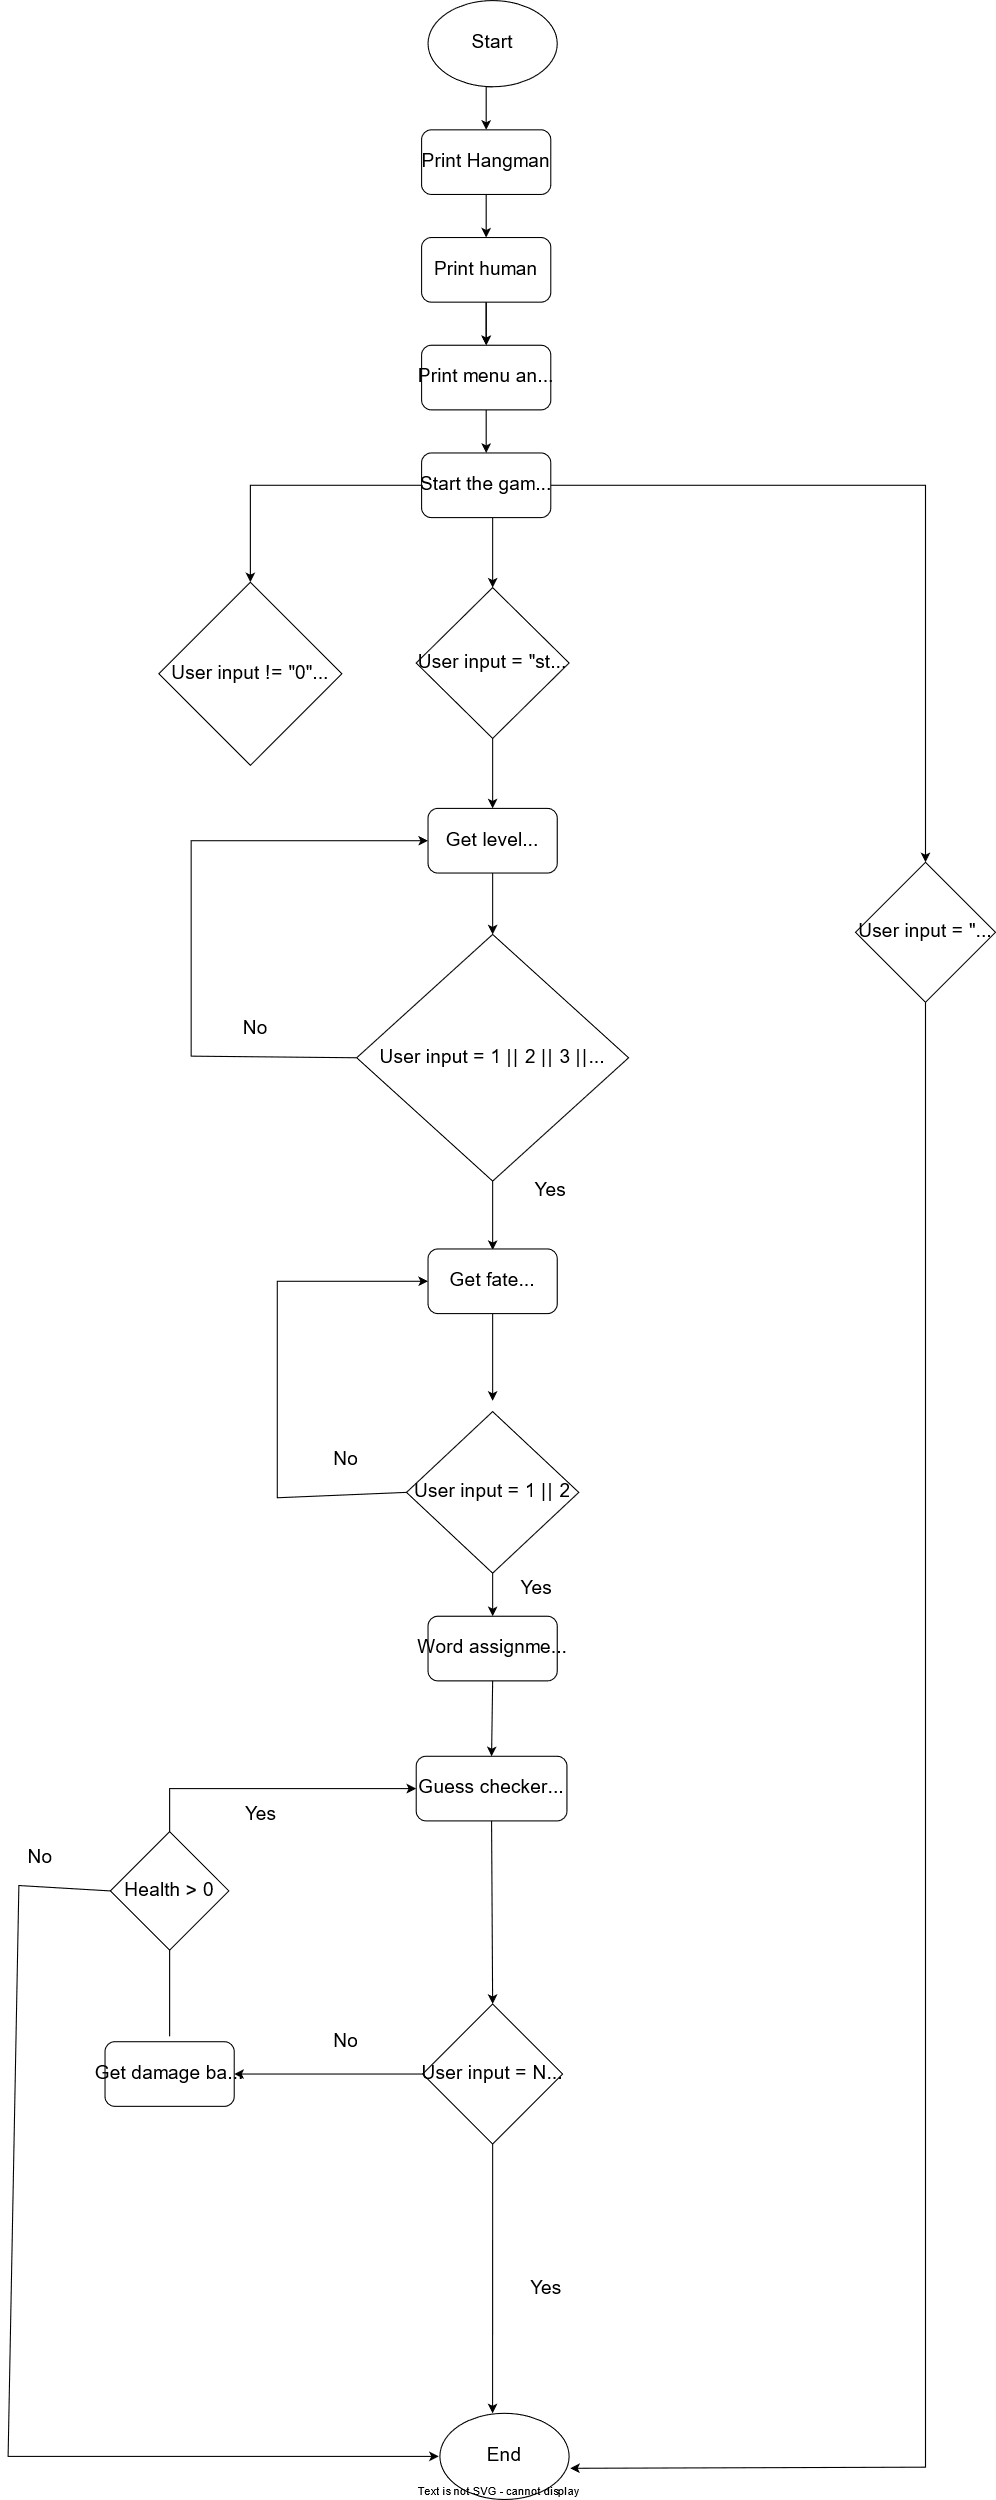 Start
Print Hangman
Print human
Print menu an...
Start the gam...
User input != "0"...
User input = "st...
Get level...
User input = "...
No
User input = 1 || 2 || 3 ||...
Yes
Get fate...
No
User input = 1 || 2
Yes
Word assignme...
Guess checker...
Yes
No
Health > 0
No
Get damage ba...
User input = N...
Yes
End
Text is not SVG - cannot display